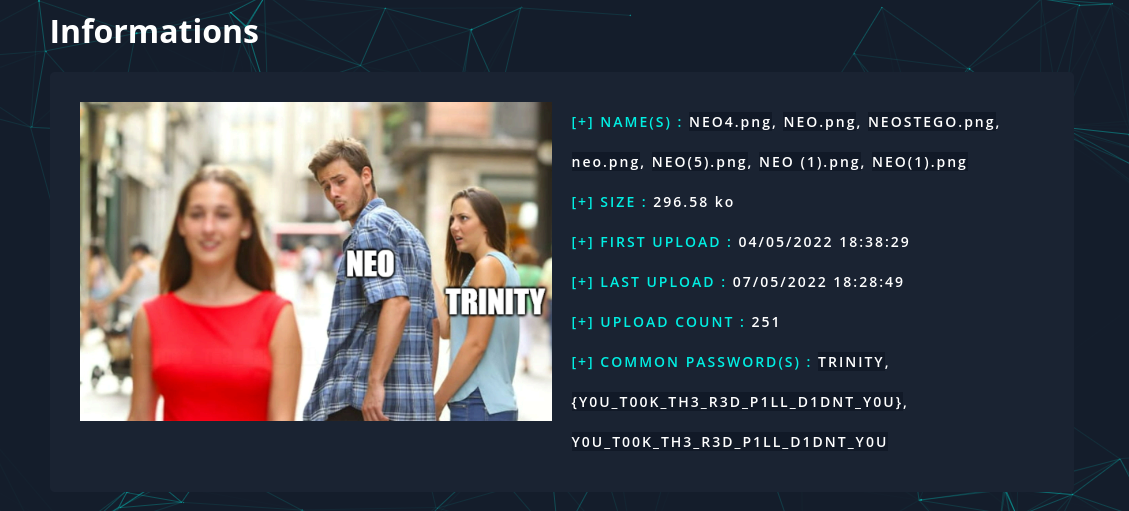 Informations
NEO
TRINITY
[+] NAME(S) : NEO4.png, NEO.png, NEOSTEGO.png,
neo.png, NEO(5).png, NEO (1).png, NEO(1).png
[+] SIZE : 296.58 ko
[+] FIRST UPLOAD : 04/05/2022 18:38:29
[+] LAST UPLOAD : 07/05/2022 18:28:49
[+] UPLOAD COUNT : 251
[+] COMMON PASSWORD(S) : TRINITY,
{Y0U_T00K_TH3_R3D_P1LL_D1DNT_Y0U},
Y0U_T00K_TH3_R3D_P1LL_D1DNT_Y0U